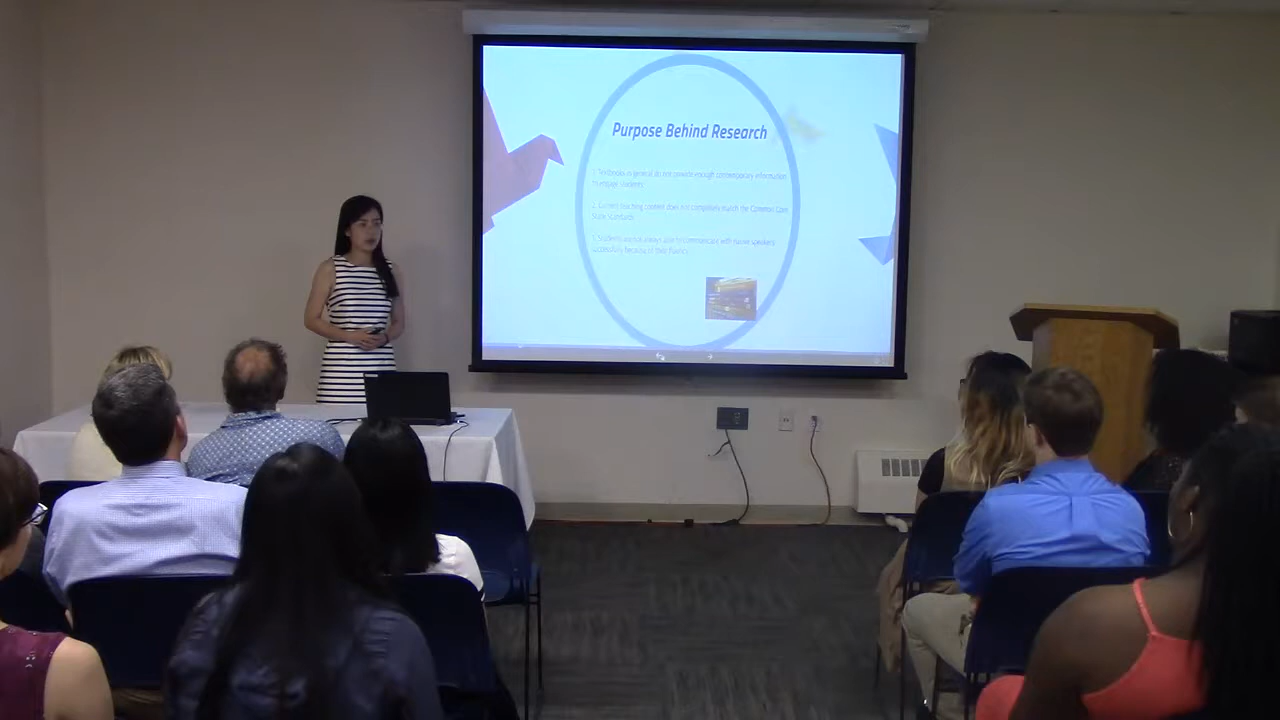 Purpose Behind Research
1. Textbooks in general do not provide enough contemporary information
to engage students.
2. Current teaching content does not completely match the Common Core
State Standards.
3. Students are not always able to communicate with native speakers
successfully because of their fluency.